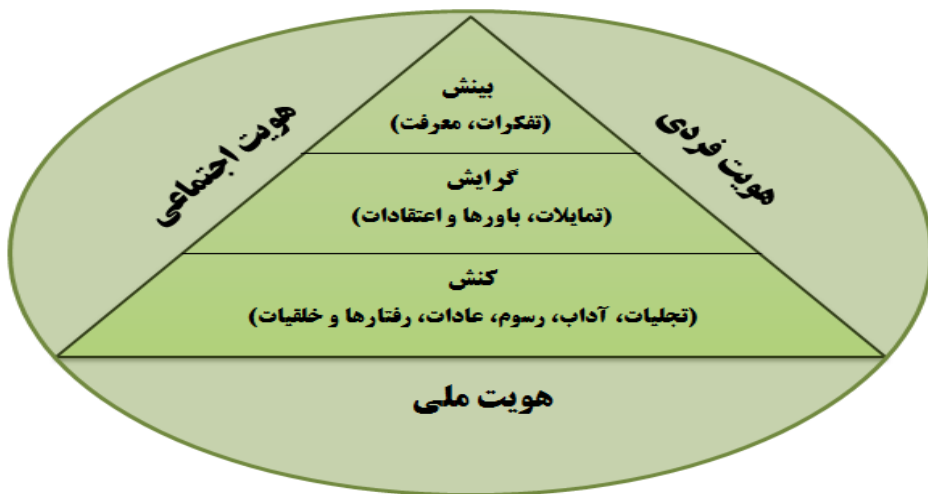 بینش
(تفکرات، معرفت)
گرایش
(تمایلات، باورها و اعتقادات)
کنش
(تجلیات، آداب، رسوم، عادات، رفتارها و خلقیات)
هویت فردی
هویت اجتماعی
هویت ملی